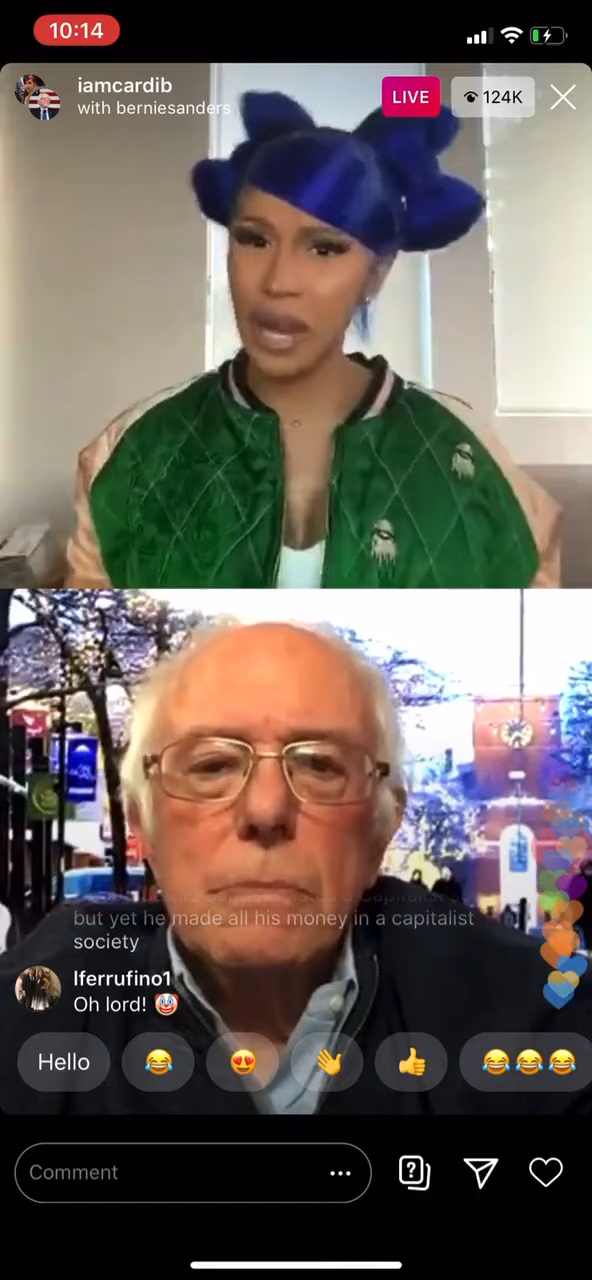 10:14
iamcardib
with berniesanders
LIVE
124K
but yet he made all his money in a capitalist
society
lferrufino1
Oh lord! 🤡
Hello
Comment